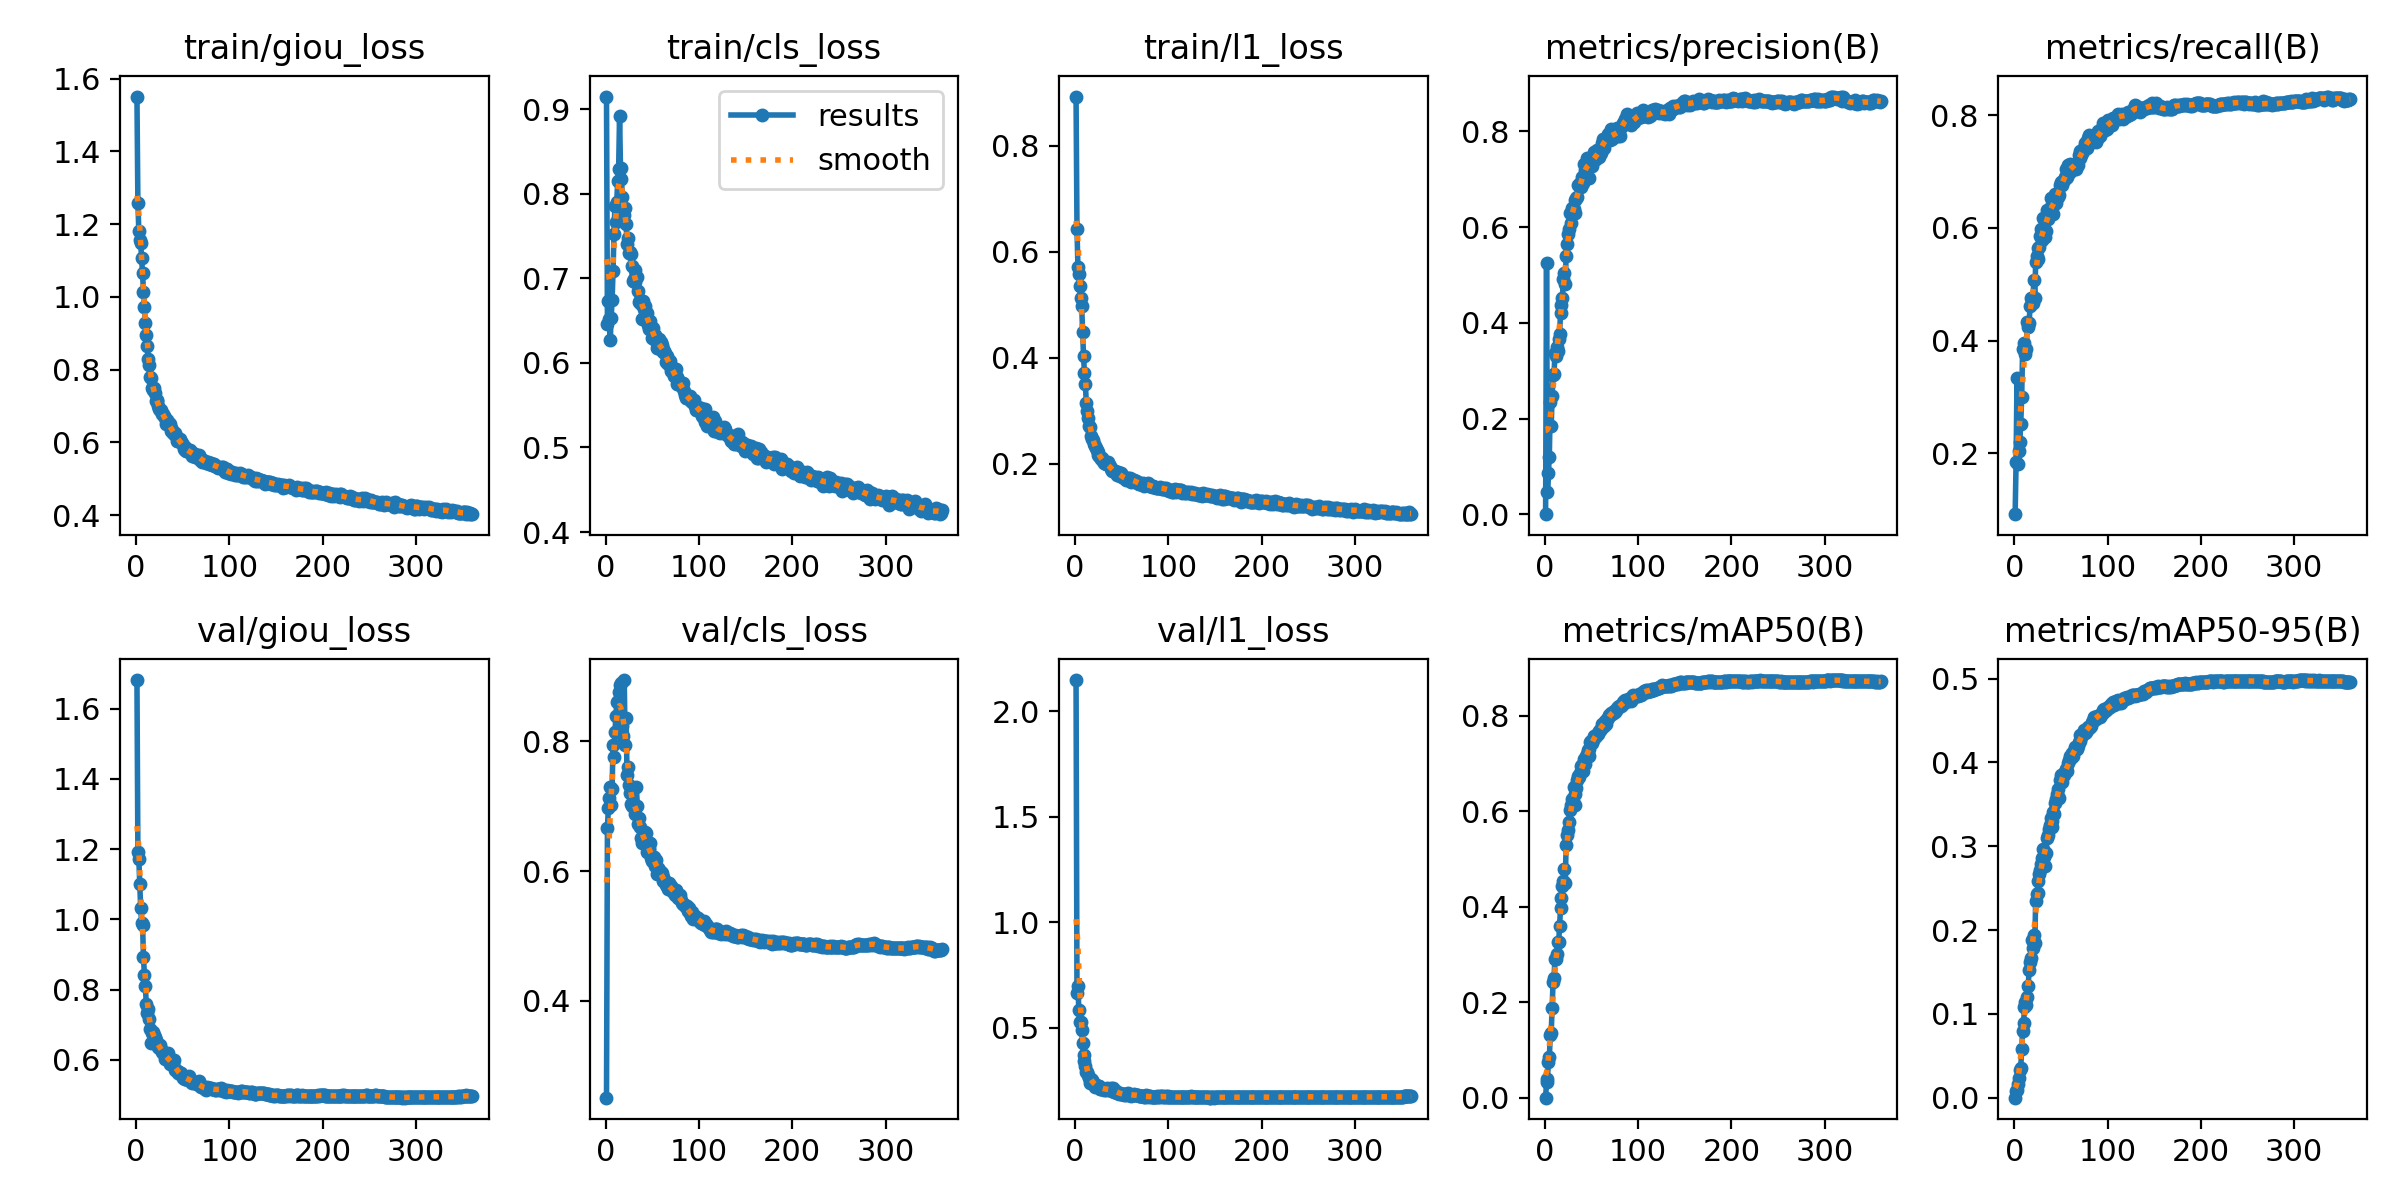 train/giou_loss
train/cls_loss
train/l1_loss
metrics/precision(B)
metrics/recall(B)
1.6
1.4
1.2
1.0
0.8
0.6
0.4
0 100 200 300
0.9
0.8
0.7
0.6
0.5
0.4
0 100 200 300
results
smooth
0.8
0.6
0.4
0.2
0 100 200 300
0.8
0.6
0.4
0.2
0.0
0 100 200 300
0.8
0.6
0.4
0.2
0 100 200 300
val/giou_loss
val/cls_loss
val/l1_loss
metrics/mAP50(B)
metrics/mAP50-95(B)
1.6
1.4
1.2
1.0
0.8
0.6
0 100 200 300
0.8
0.6
0.4
0 100 200 300
2.0
1.5
1.0
0.5
0 100 200 300
0.8
0.6
0.4
0.2
0.0
0 100 200 300
0.5
0.4
0.3
0.2
0.1
0.0
0 100 200 300